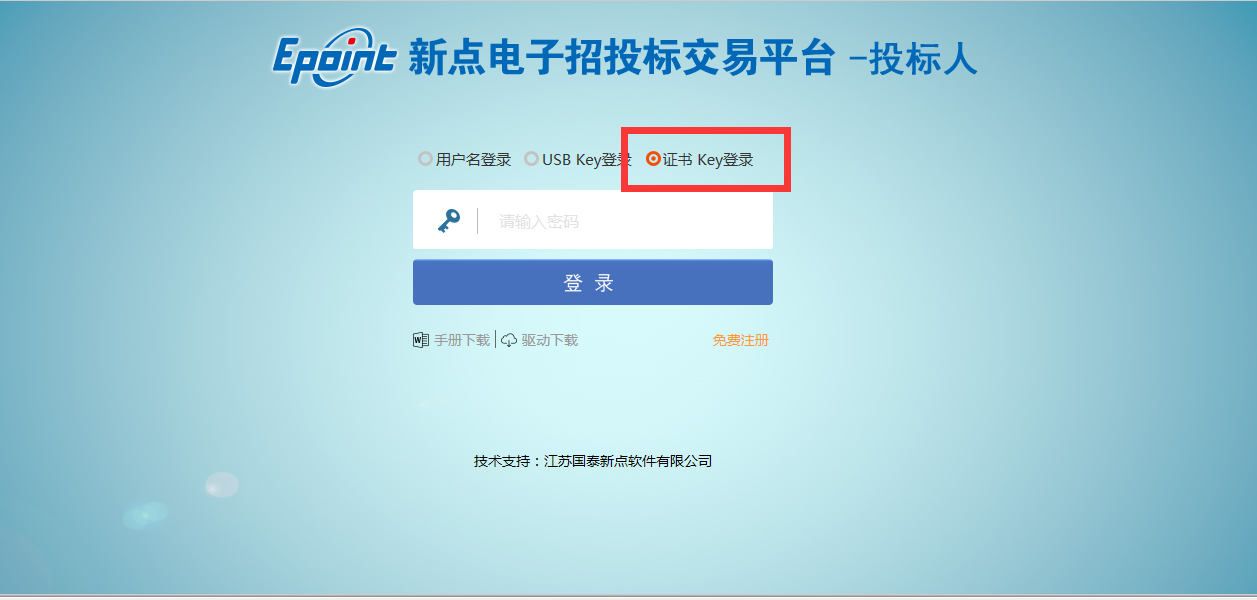 Epoint 新点电子招投标交易平台 -投标人
用户名登录 USB Key登录 证书 Key登录
请输入密码
登 录
手册下载 驱动下载 免费注册
技术支持：江苏国泰新点软件有限公司